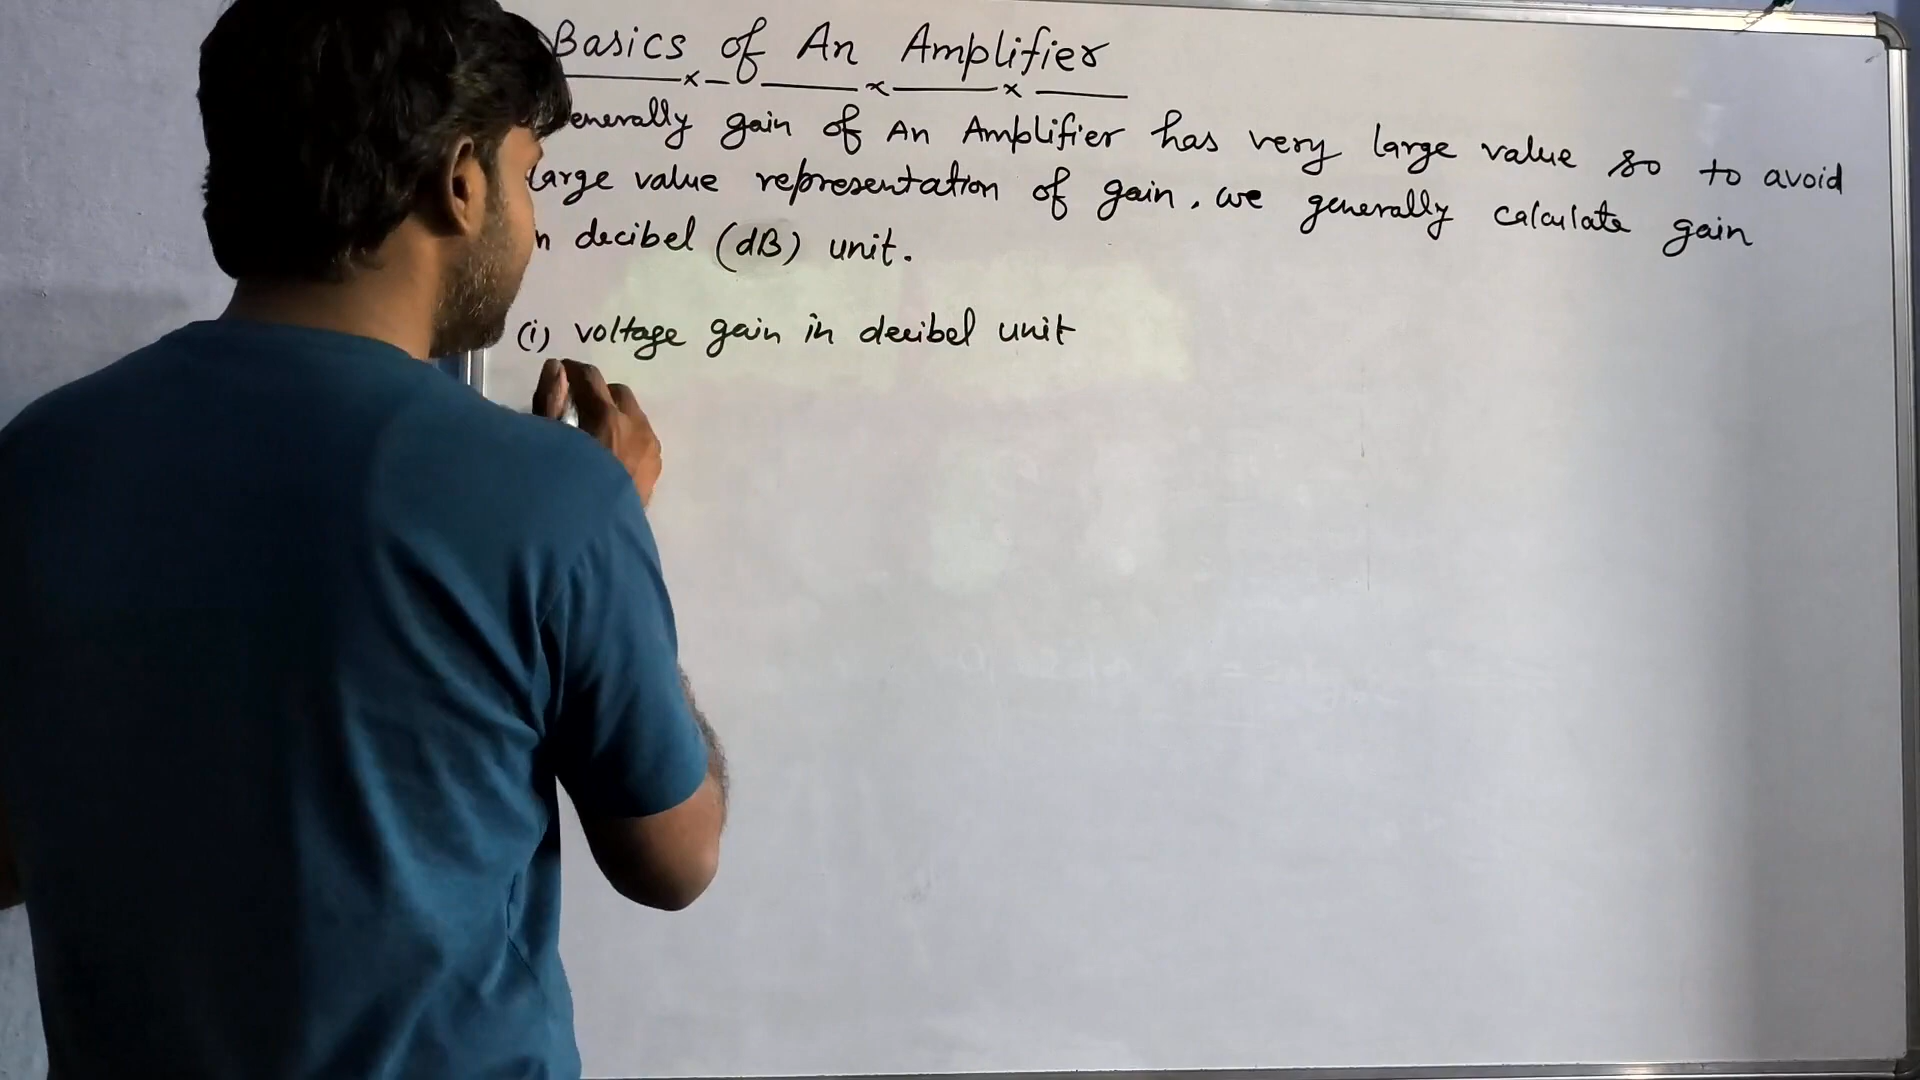 Basics of An Amplifier
enerally gain of An Amplifier has very large value so to avoid
large value representation of gain, we generally calculate gain
n decibel (dB) unit.
(i) voltage gain in decibel unit